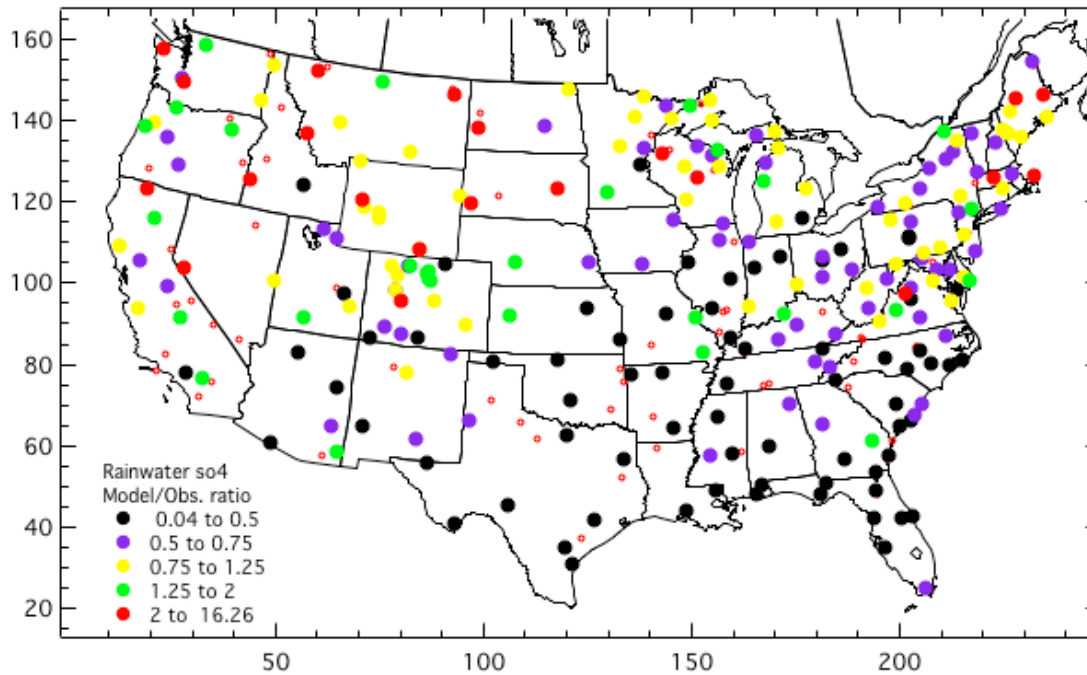 160
140
120
100
80
60
40
20
Rainwater so4
Model/Obs. ratio
0.04 to 0.5
0.5 to 0.75
0.75 to 1.25
1.25 to 2
2 to 16.26
50 100 150 200